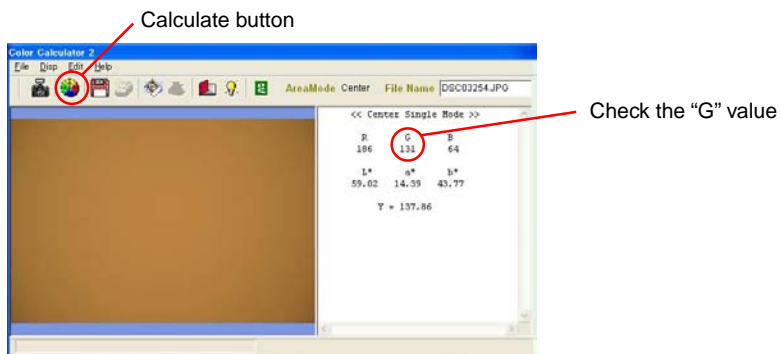 Calculate button
Color Calculator 2
File Disp Edit Help
AreaMode Center File Name DSC03254.JPG
<< Center Single Mode >>
R G B
186 131 64
L* a* b*
59.02 14.39 43.77
Y = 137.86
Check the “G” value